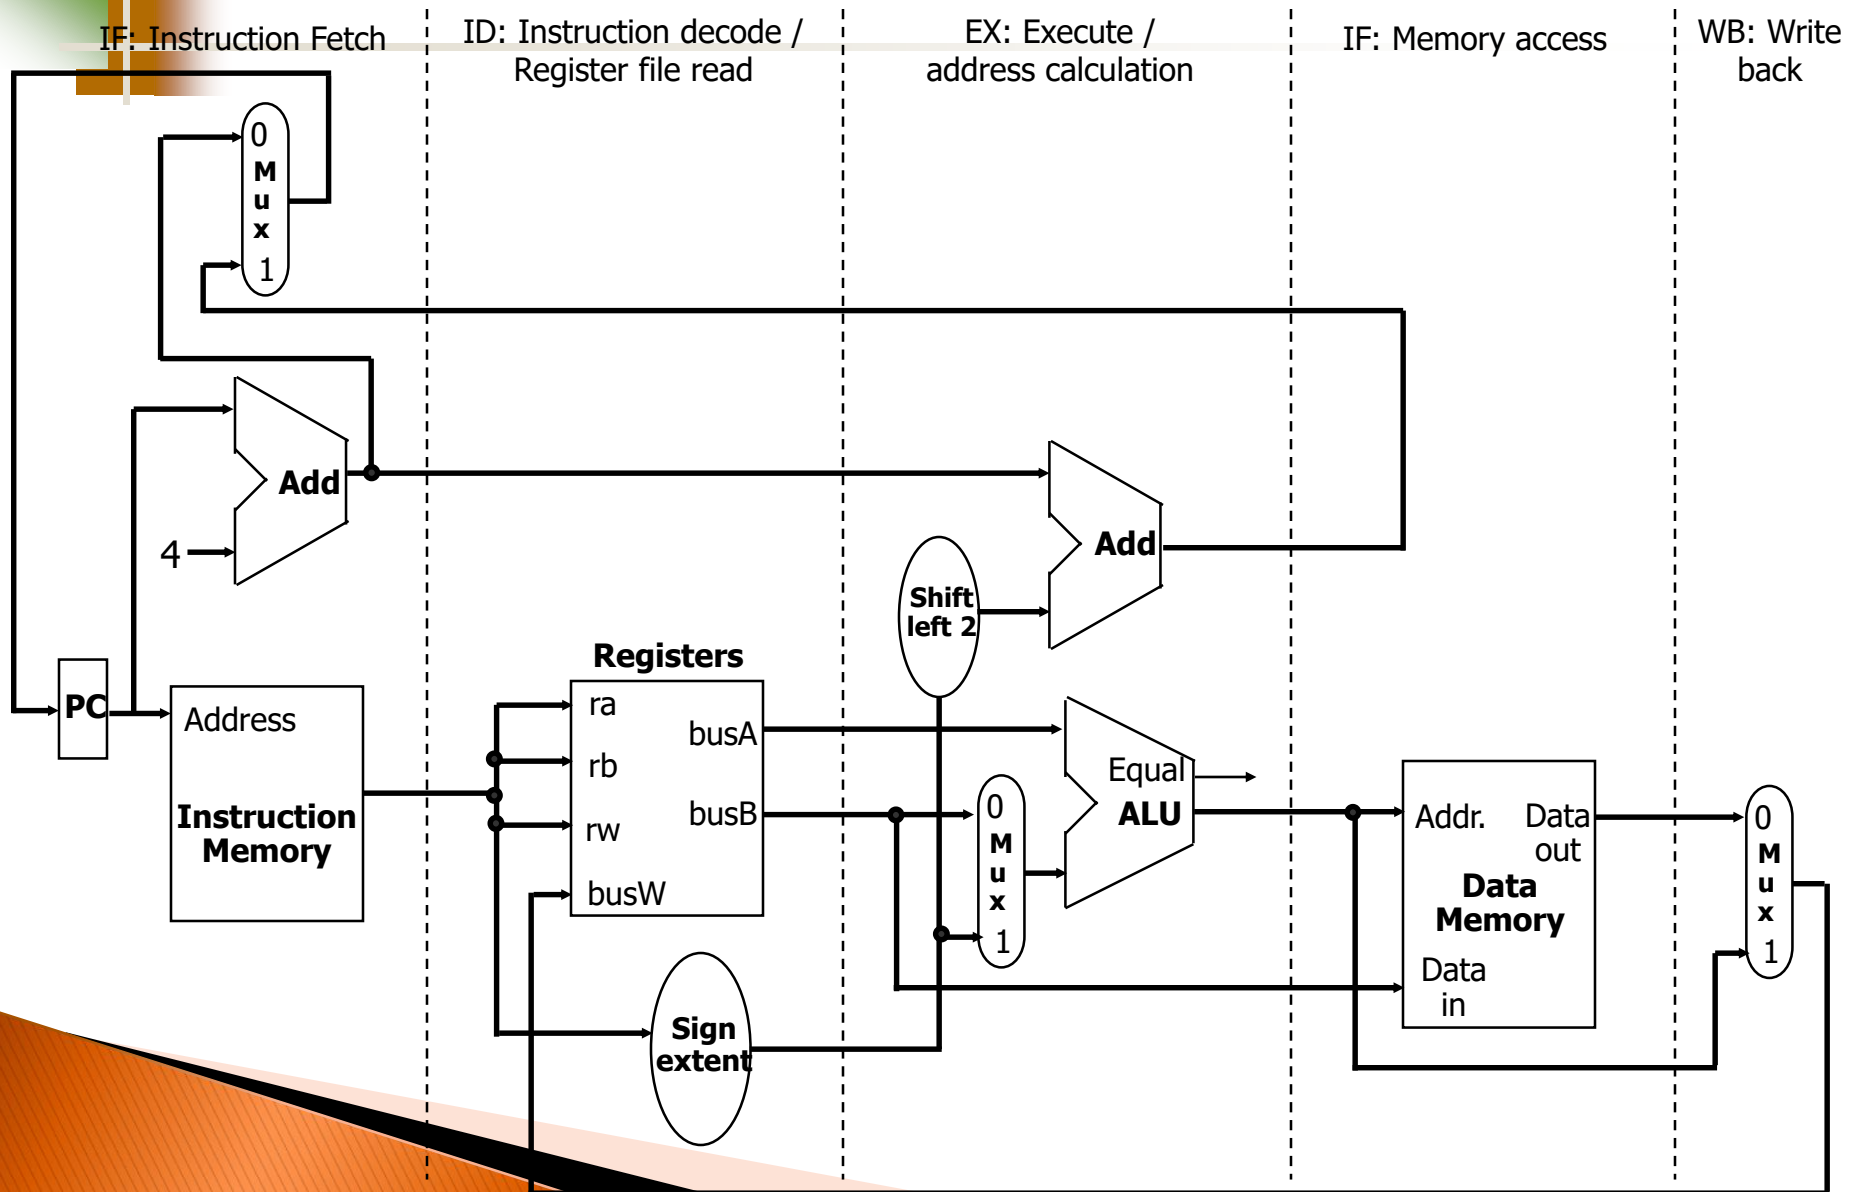 IF: Instruction Fetch
ID: Instruction decode /
Register file read
EX: Execute /
address calculation
IF: Memory access
WB: Write
back
0
M
u
x
1
Add
4
Add
Shift
left 2
PC
Address
Instruction
Memory
Registers
ra
rb
rw
busW
busA
busB
Sign
extent
0
M
u
x
1
Equal
ALU
Addr.
Data
out
Data
Memory
Data
in
0
M
u
x
1